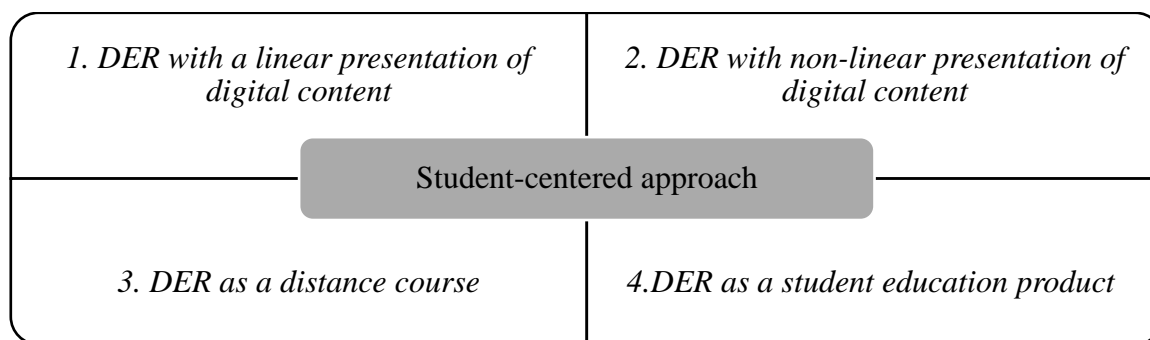 1. DER with a linear presentation of
digital content
2. DER with non-linear presentation of
digital content
Student-centered approach
3. DER as a distance course
4.DER as a student education product